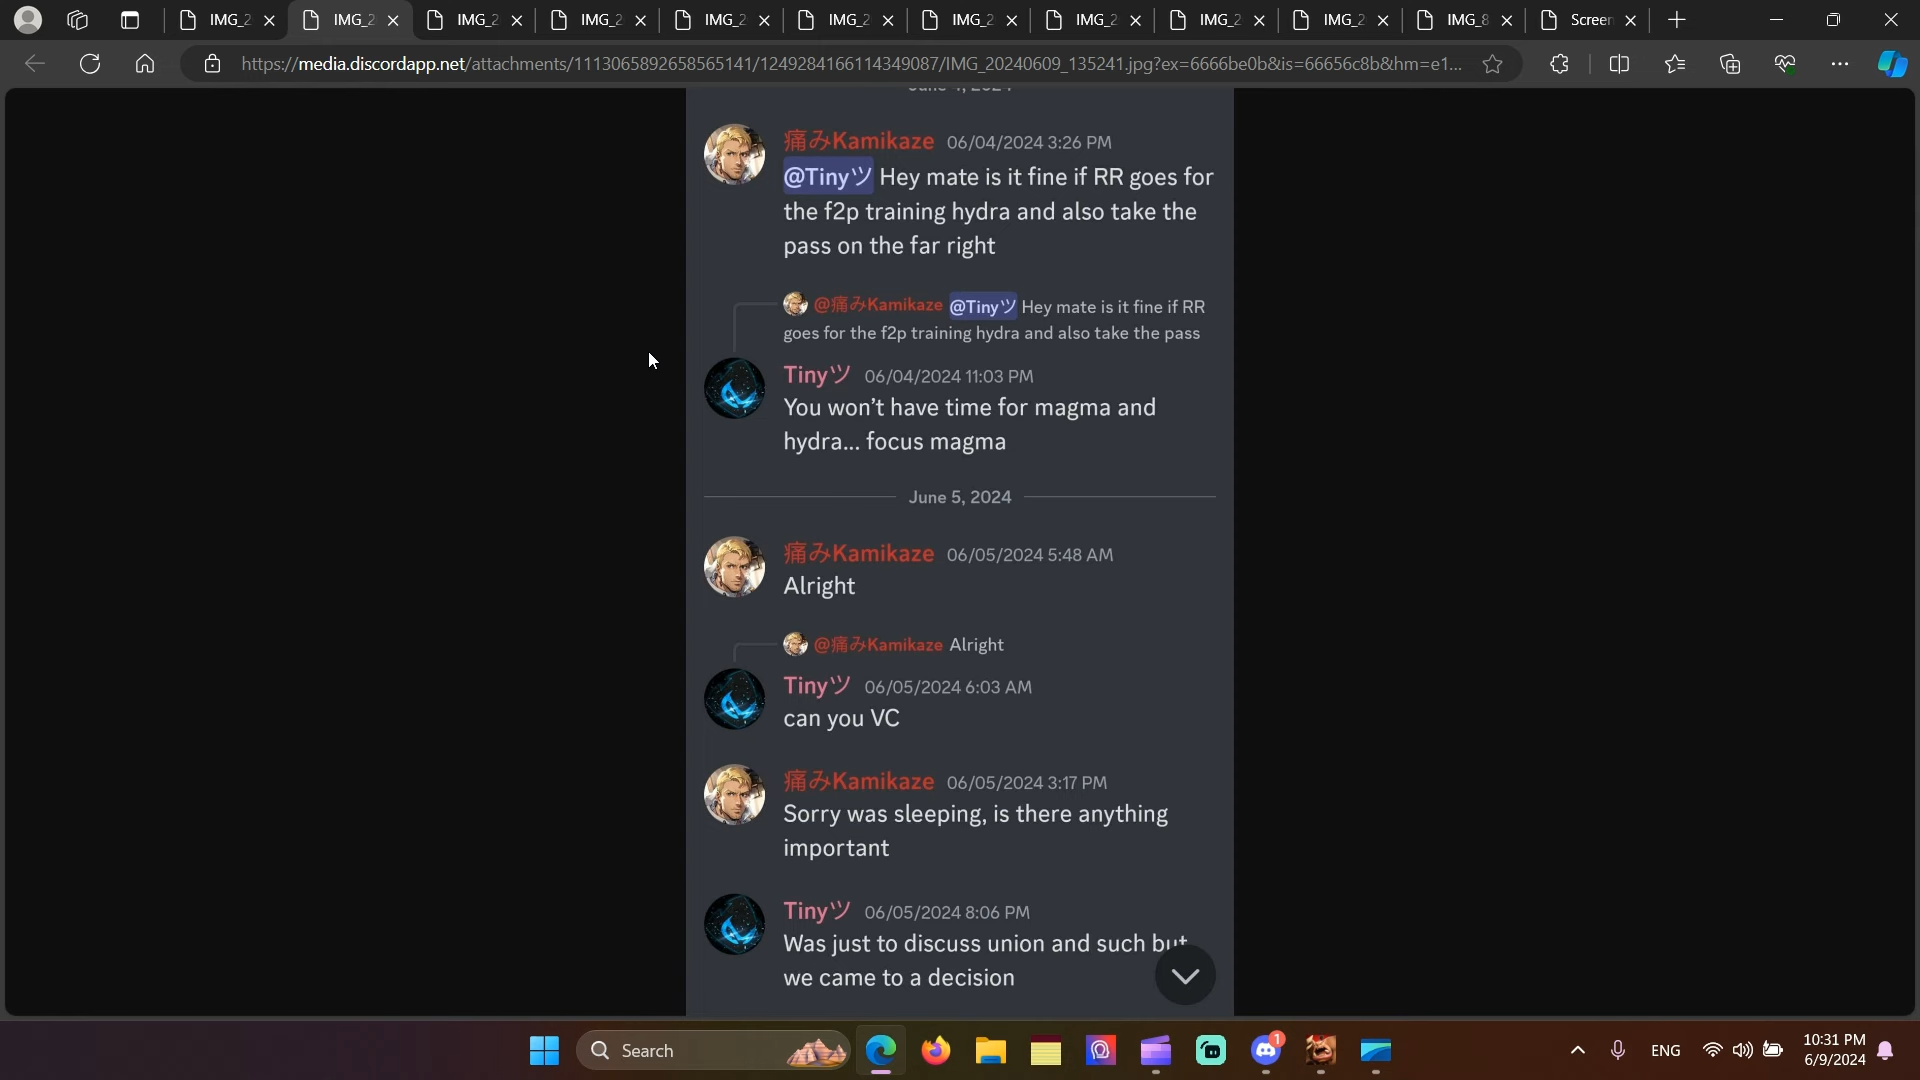 IMG_2
IMG_2
IMG_2
IMG_2
IMG_2
IMG_2
IMG_2
IMG_2
IMG_2
IMG_2
IMG_8
Screen
https://media.discordapp.net/attachments/1113065892658565141/1249284166114349087/IMG_20240609_135241.jpg?ex=6666be0b&is=66656c8b&hm=e1...
June 4, 2024
痛みKamikaze 06/04/2024 3:26 PM
@Tinyツ Hey mate is it fine if RR goes for
the f2p training hydra and also take the
pass on the far right
@痛みKamikaze @Tinyツ Hey mate is it fine if RR
goes for the f2p training hydra and also take the pass
Tinyツ 06/04/2024 11:03 PM
You won't have time for magma and
hydra... focus magma
June 5, 2024
痛みKamikaze 06/05/2024 5:48 AM
Alright
@痛みKamikaze Alright
Tinyツ 06/05/2024 6:03 AM
can you VC
痛みKamikaze 06/05/2024 3:17 PM
Sorry was sleeping, is there anything
important
Tinyツ 06/05/2024 8:06 PM
Was just to discuss union and such but
we came to a decision
Search
1
ENG
10:31 PM
6/9/2024